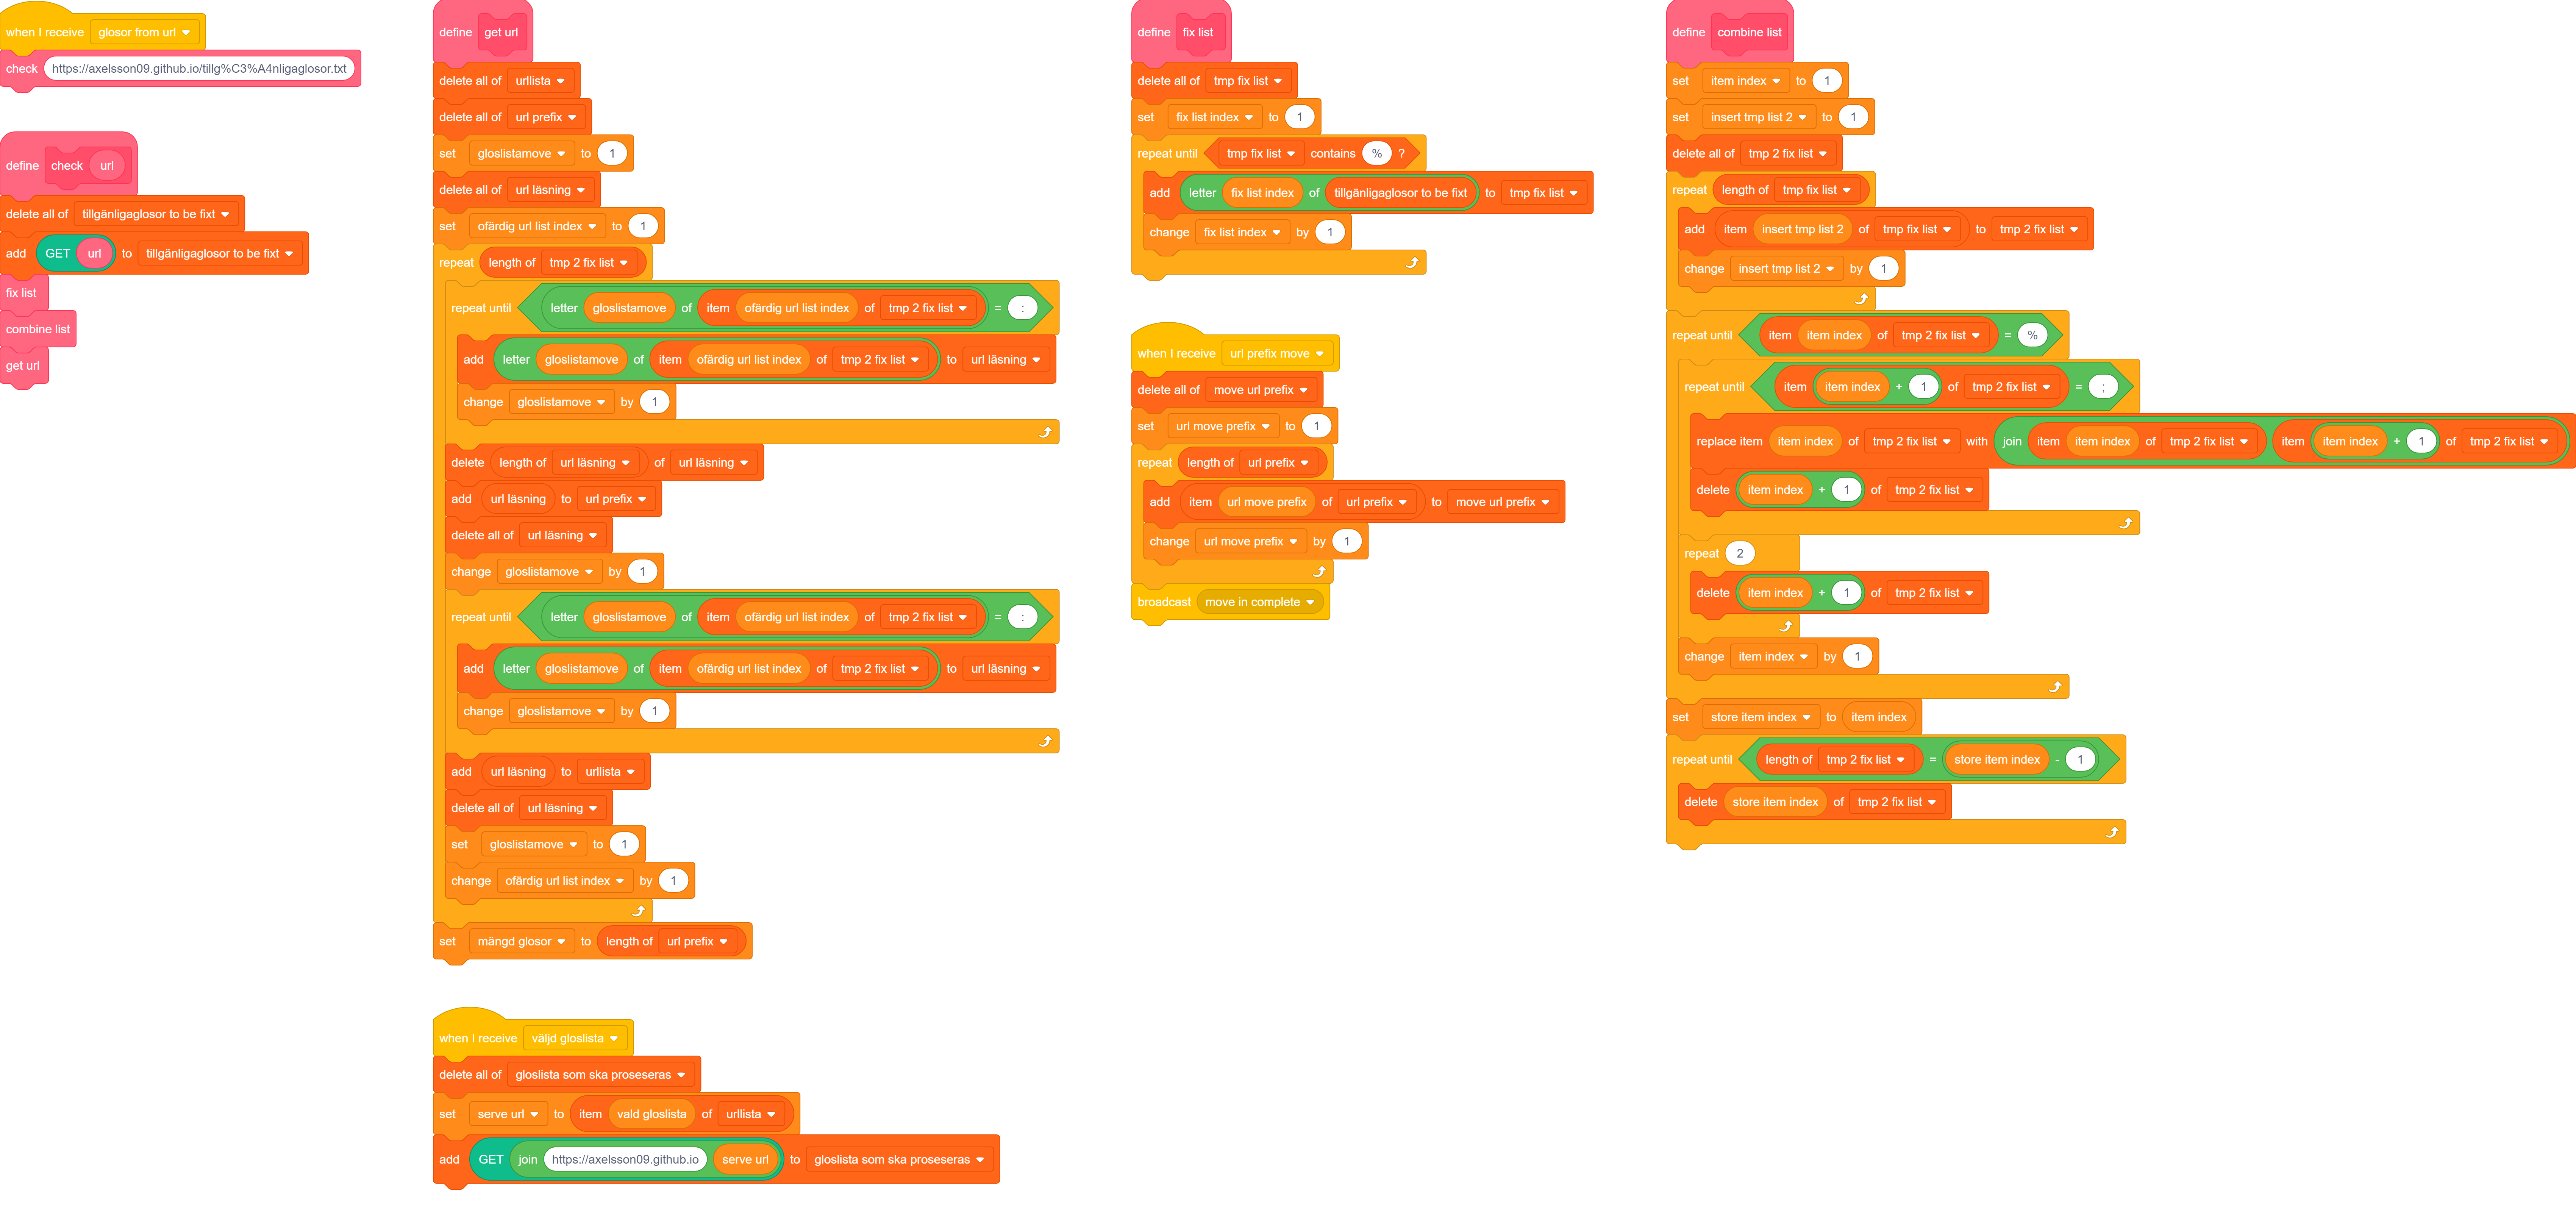 when I receive glosor from url
check https://axelsson09.github.io/tillg%C3%A4nligaglosor.txt
define check url
delete all of tillgänligaglosor to be fixt
add GET url to tillgänligaglosor to be fixt
fix list
combine list
get url
define get url
delete all of urllista
delete all of url prefix
set gloslistamove to 1
delete all of url läsning
set ofärdig url list index to 1
repeat length of tmp 2 fix list
repeat until letter gloslistamove of item ofärdig url list index of tmp 2 fix list = :
add letter gloslistamove of item ofärdig url list index of tmp 2 fix list to url läsning
change gloslistamove by 1
delete length of url läsning of url läsning
add url läsning to url prefix
delete all of url läsning
change gloslistamove by 1
repeat until letter gloslistamove of item ofärdig url list index of tmp 2 fix list = :
add letter gloslistamove of item ofärdig url list index of tmp 2 fix list to url läsning
change gloslistamove by 1
add url läsning to urllista
delete all of url läsning
set gloslistamove to 1
change ofärdig url list index by 1
set mängd glosor to length of url prefix
when I receive väljd gloslista
delete all of gloslista som ska proseseras
set serve url to item vald gloslista of urllista
add GET join https://axelsson09.github.io serve url to gloslista som ska proseseras
define fix list
delete all of tmp fix list
set fix list index to 1
repeat until tmp fix list contains % ?
add letter fix list index of tillgänligaglosor to be fixt to tmp fix list
change fix list index by 1
when I receive url prefix move
delete all of move url prefix
set url move prefix to 1
repeat length of url prefix
add item url move prefix of url prefix to move url prefix
change url move prefix by 1
broadcast move in complete
define combine list
set item index to 1
set insert tmp list 2 to 1
delete all of tmp 2 fix list
repeat length of tmp fix list
add item insert tmp list 2 of tmp fix list to tmp 2 fix list
change insert tmp list 2 by 1
repeat until item item index of tmp 2 fix list = %
repeat until item item index + 1 of tmp 2 fix list = ;
replace item item index of tmp 2 fix list with join item item index of tmp 2 fix list item item index + 1 of tmp 2 fix list
delete item index + 1 of tmp 2 fix list
repeat 2
delete item index + 1 of tmp 2 fix list
change item index by 1
set store item index to item index
repeat until length of tmp 2 fix list = store item index - 1
delete store item index of tmp 2 fix list